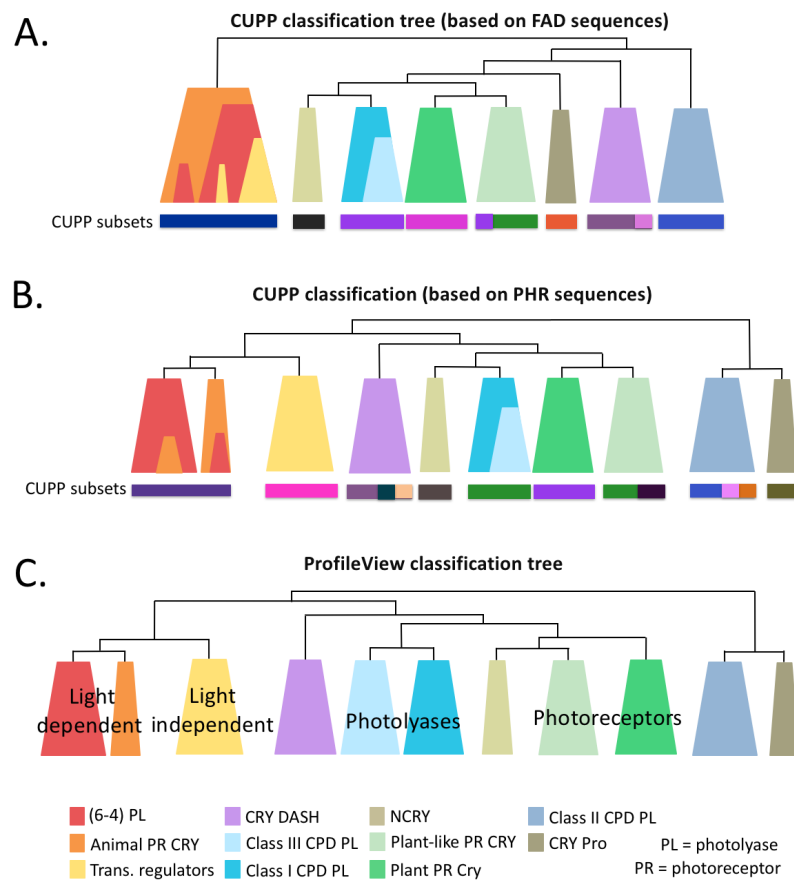 A.
CUPP classification tree (based on FAD sequences)
CUPP subsets
B.
CUPP classification (based on PHR sequences)
CUPP subsets
C.
ProfileView classification tree
Light dependent
Light independent
Photolyases
Photoreceptors
(6-4) PL
Animal PR CRY
Trans. regulators
CRY DASH
Class III CPD PL
Class I CPD PL
NCRY
Plant-like PR CRY
Plant PR Cry
Class II CPD PL
CRY Pro
PL = photolyase
PR = photoreceptor